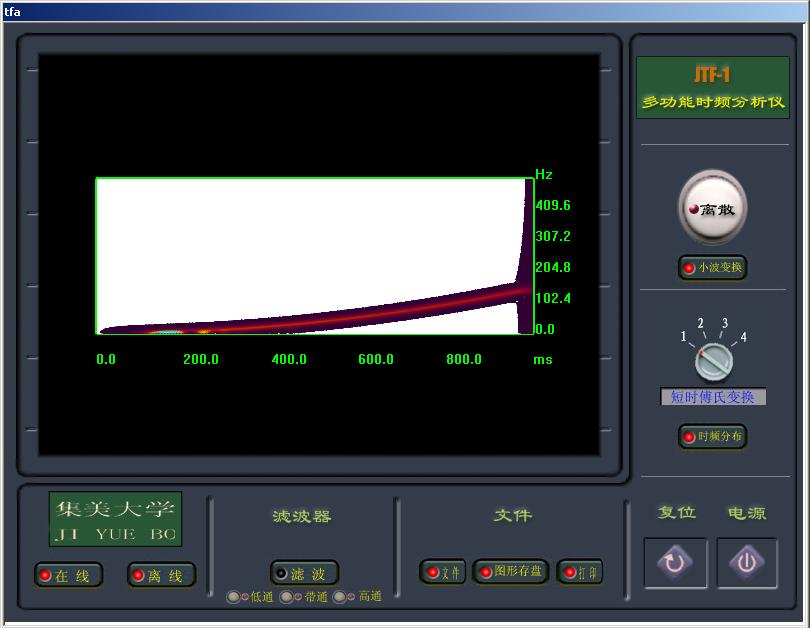 tfa
JTF-1
多功能时频分析仪
Hz
409.6
307.2
204.8
102.4
0.0
0.0 200.0 400.0 600.0 800.0 ms
离散
小波变换
1 2 3 4
短时傅氏变换
时频分布
集美大学
JI YUE BO
在线 离线
滤波器
滤波
低通 带通 高通
文件
文件 图形存盘 打印
复位 电源